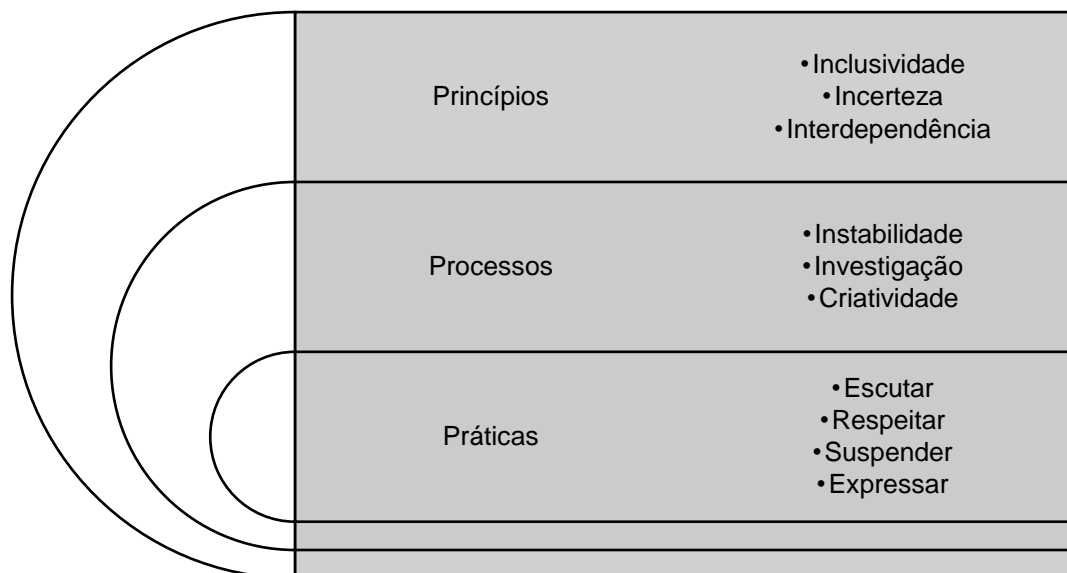 Princípios
•Inclusividade
•Incerteza
•Interdependência
Processos
•Instabilidade
•Investigação
•Criatividade
Práticas
•Escutar
•Respeitar
•Suspender
•Expressar